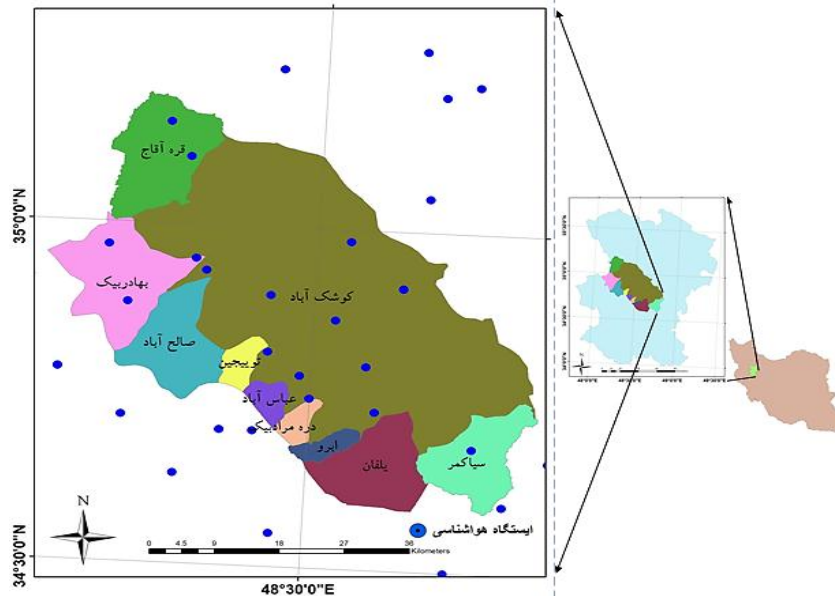 قره آقاج
35°0'0"N
بهادربیک
کوشک آباد
صالح آباد
توییجین
عباس آباد
دره مرادبیک
ابرو
یلفان
سیاکمر
ایستگاه هواشناسی
N
0 4.5 9 18 27 36
Kilometers
34°30'0"N
48°30'0"E